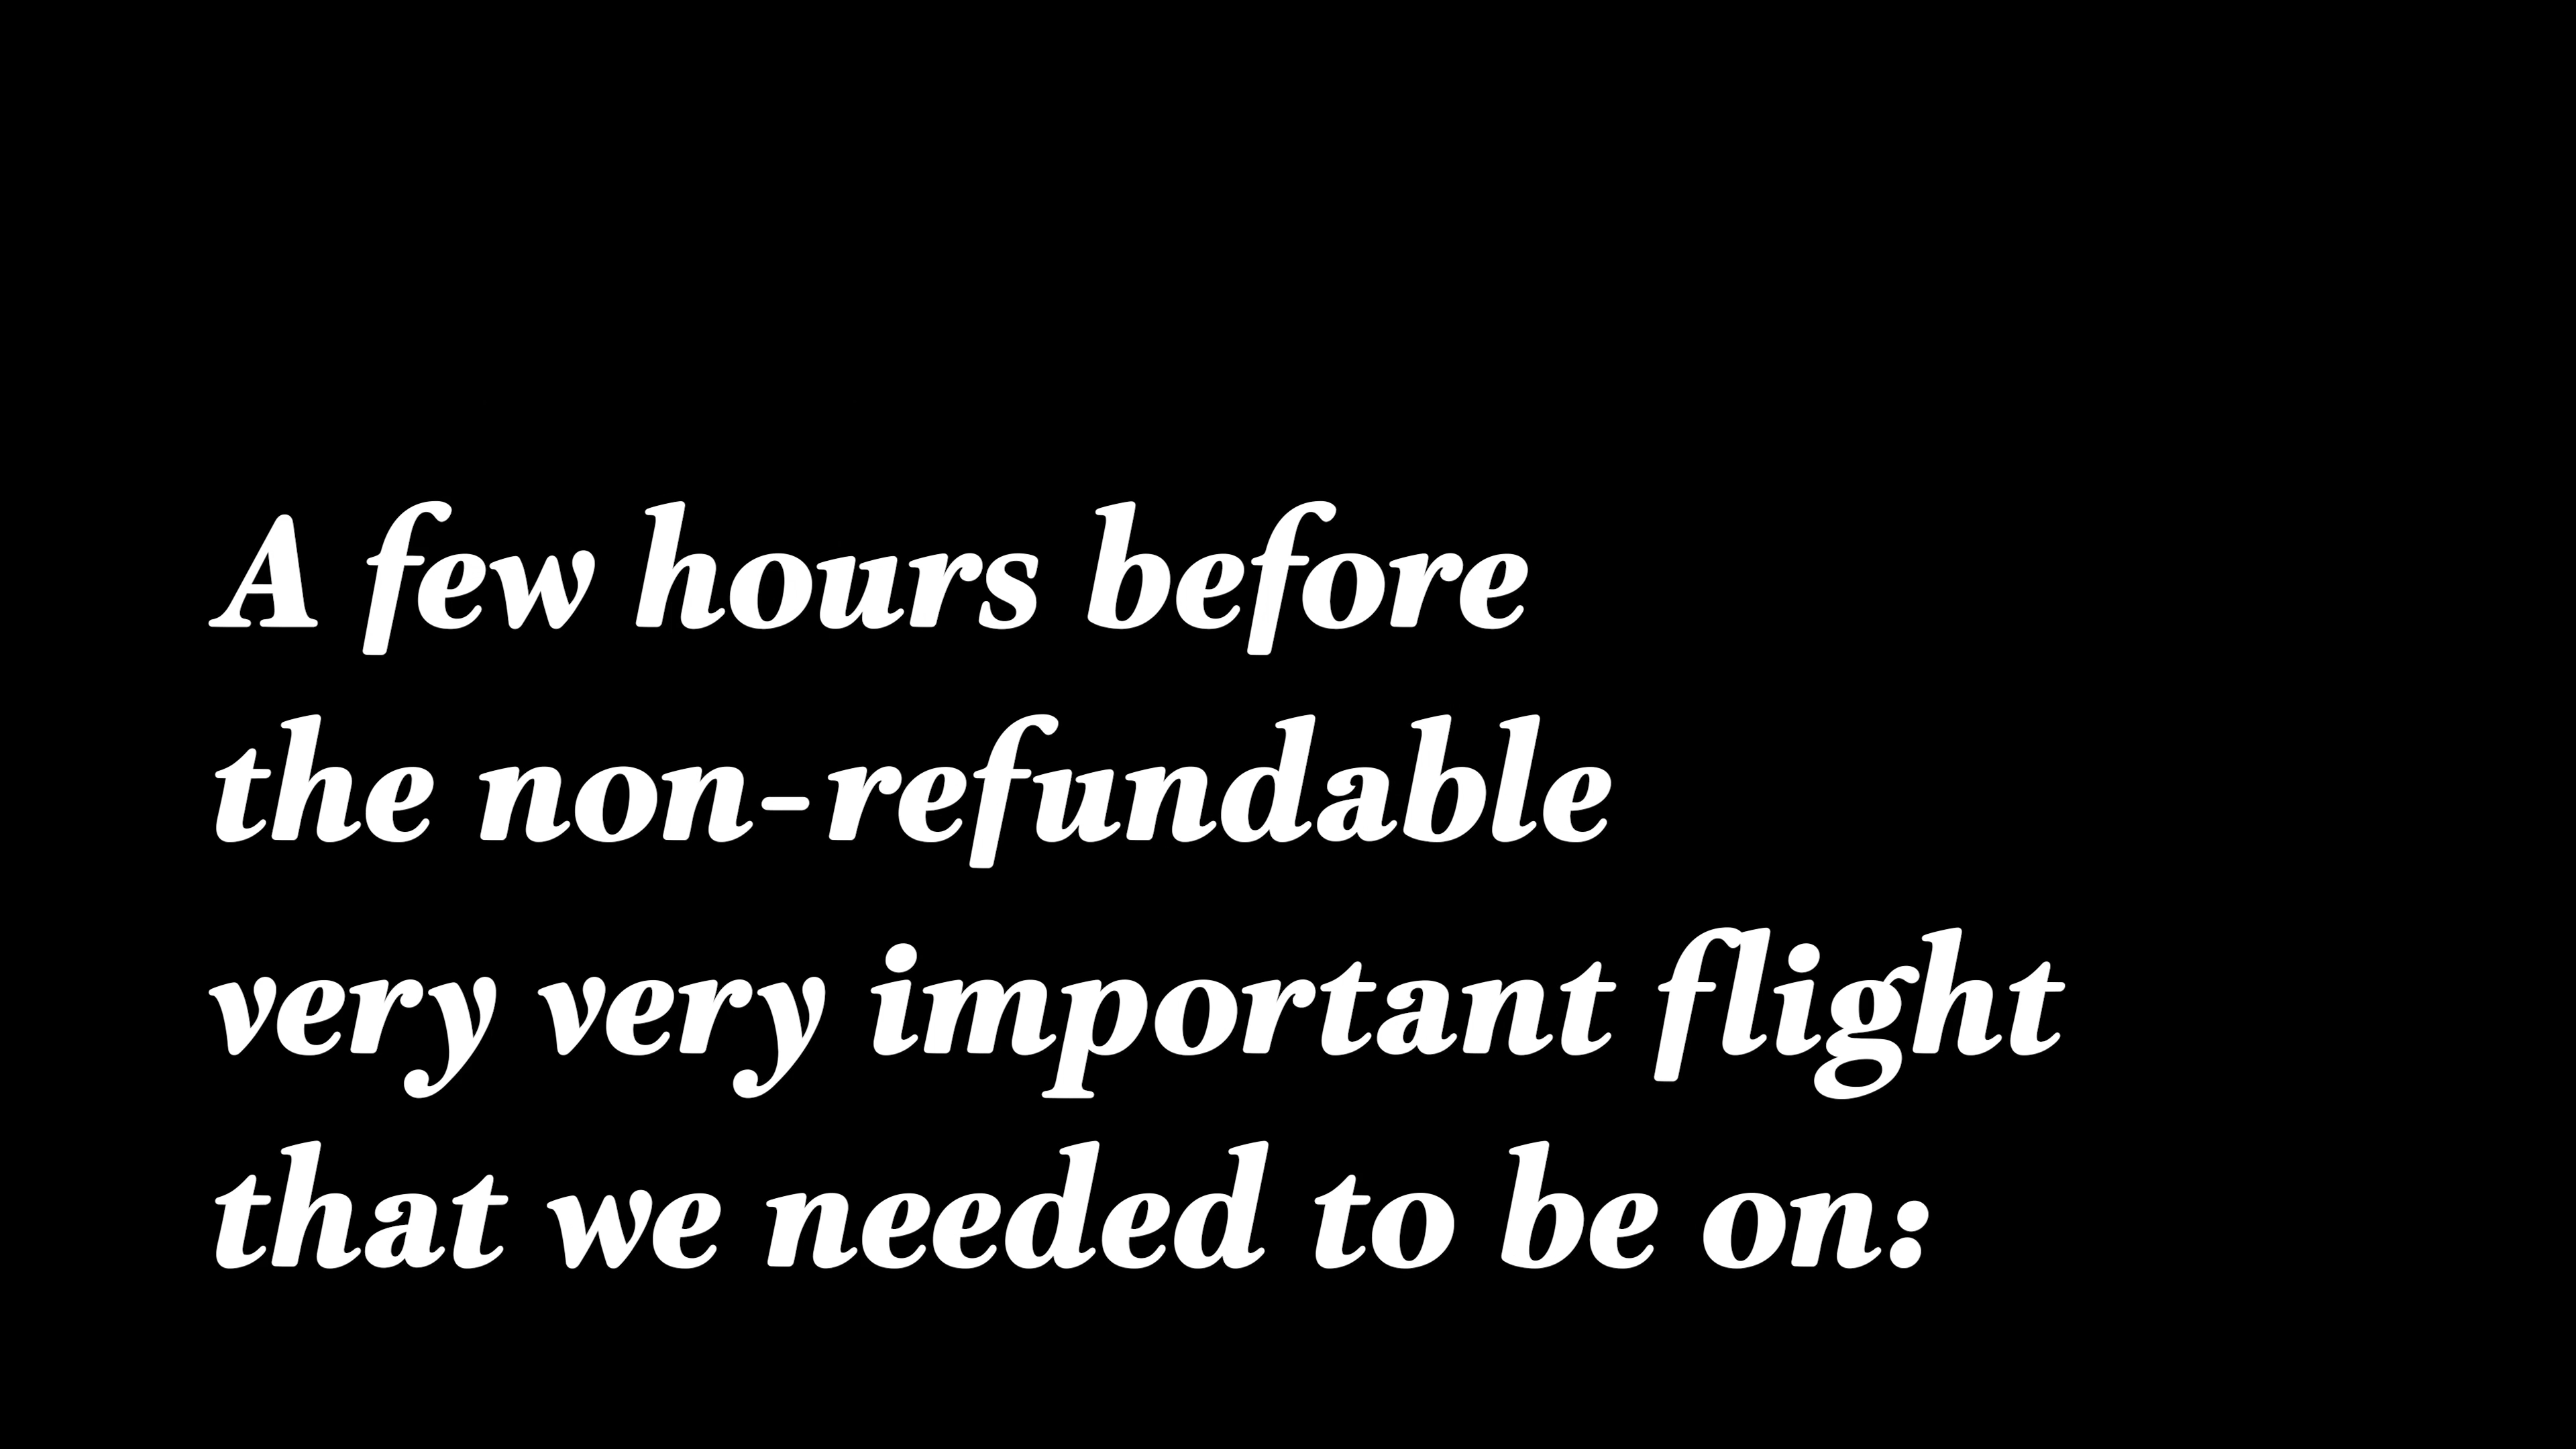 A few hours before
the non-refundable
very very important flight
that we needed to be on: